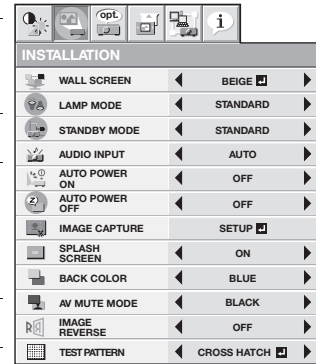 opt.
i
INSTALLATION
WALL SCREEN BEIGE
LAMP MODE STANDARD
STANDBY MODE STANDARD
AUDIO INPUT AUTO
AUTO POWER
ON OFF
AUTO POWER
OFF OFF
IMAGE CAPTURE SETUP
SPLASH
SCREEN ON
BACK COLOR BLUE
AV MUTE MODE BLACK
IMAGE
REVERSE OFF
TEST PATTERN CROSS HATCH